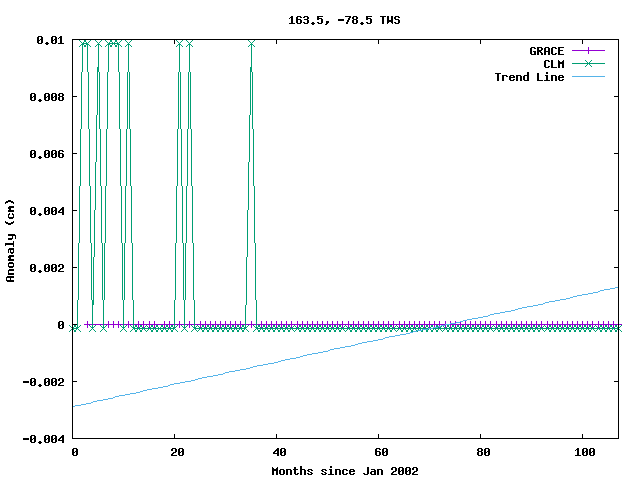 163.5, -78.5 TWS
GRACE
CLM
Trend Line
0.01
0.008
0.006
0.004
0.002
0
-0.002
-0.004
Anomaly (cm)
0 20 40 60 80 100
Months since Jan 2002